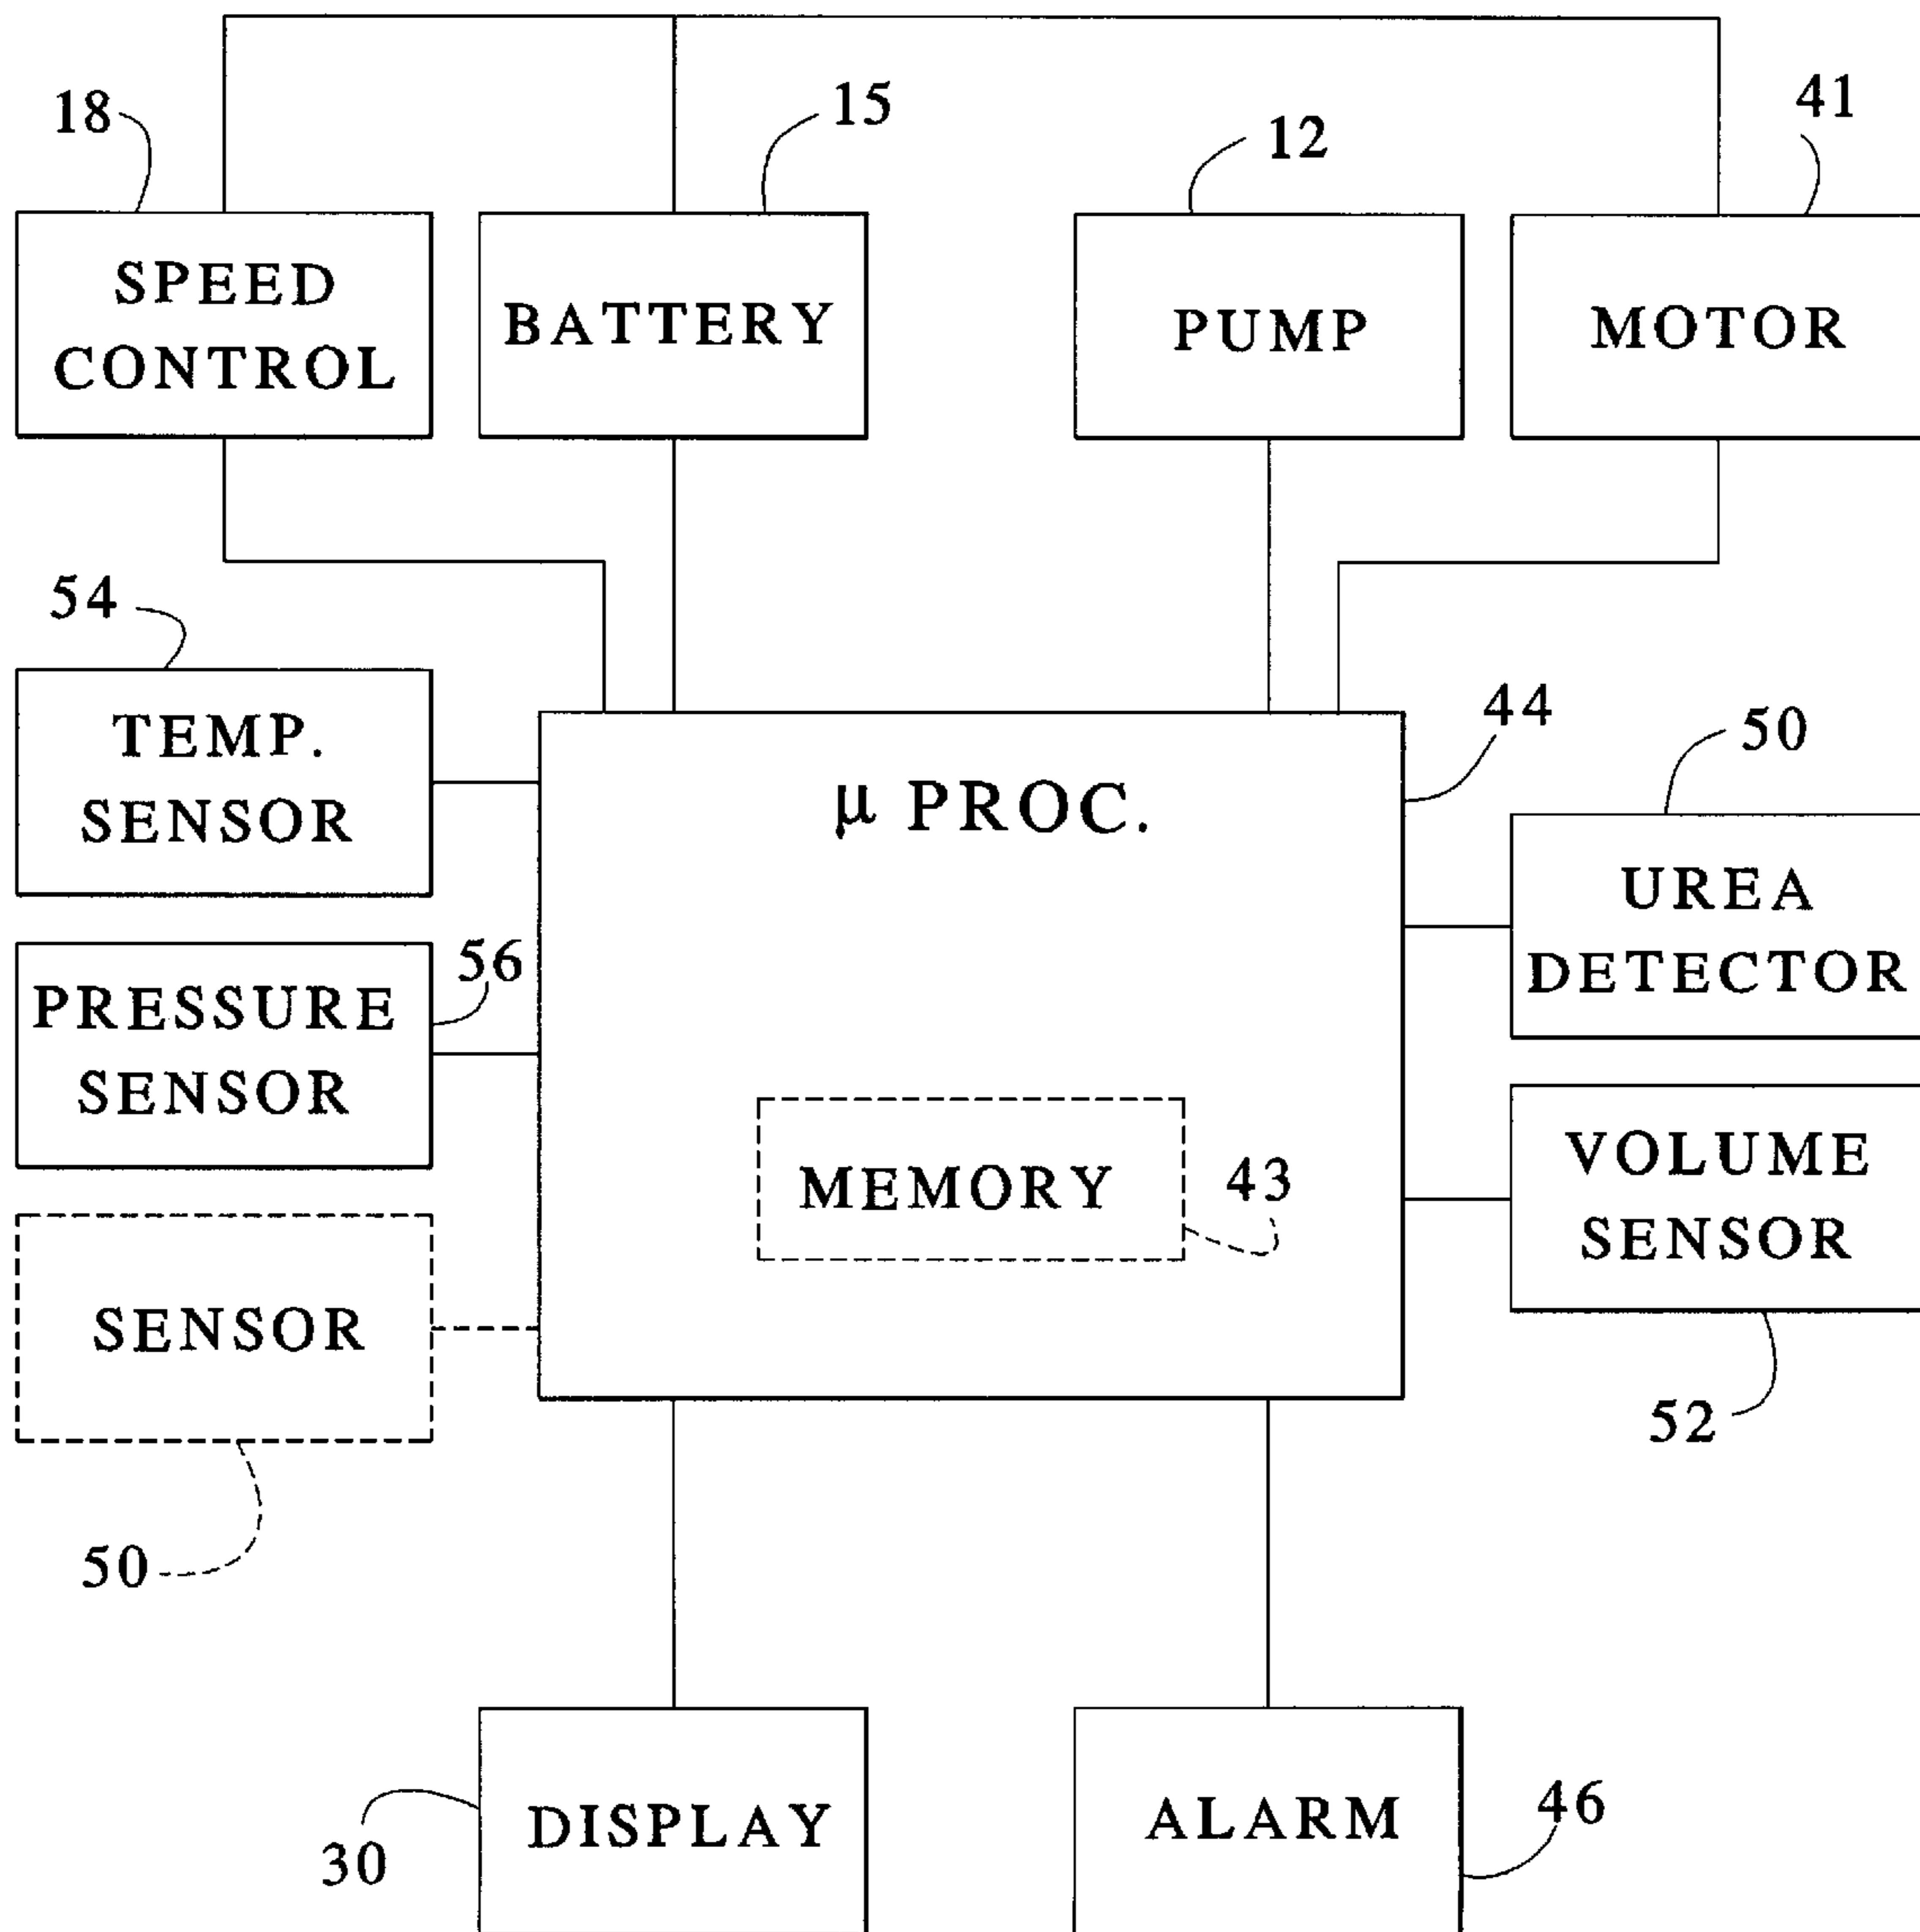 18
15
12
41
SPEED
CONTROL
BATTERY
PUMP
MOTOR
54
TEMP.
SENSOR
μ PROC.
44
50
UREA
DETECTOR
PRESSURE
SENSOR
56
MEMORY
43
VOLUME
SENSOR
52
SENSOR
50
DISPLAY
30
ALARM
46